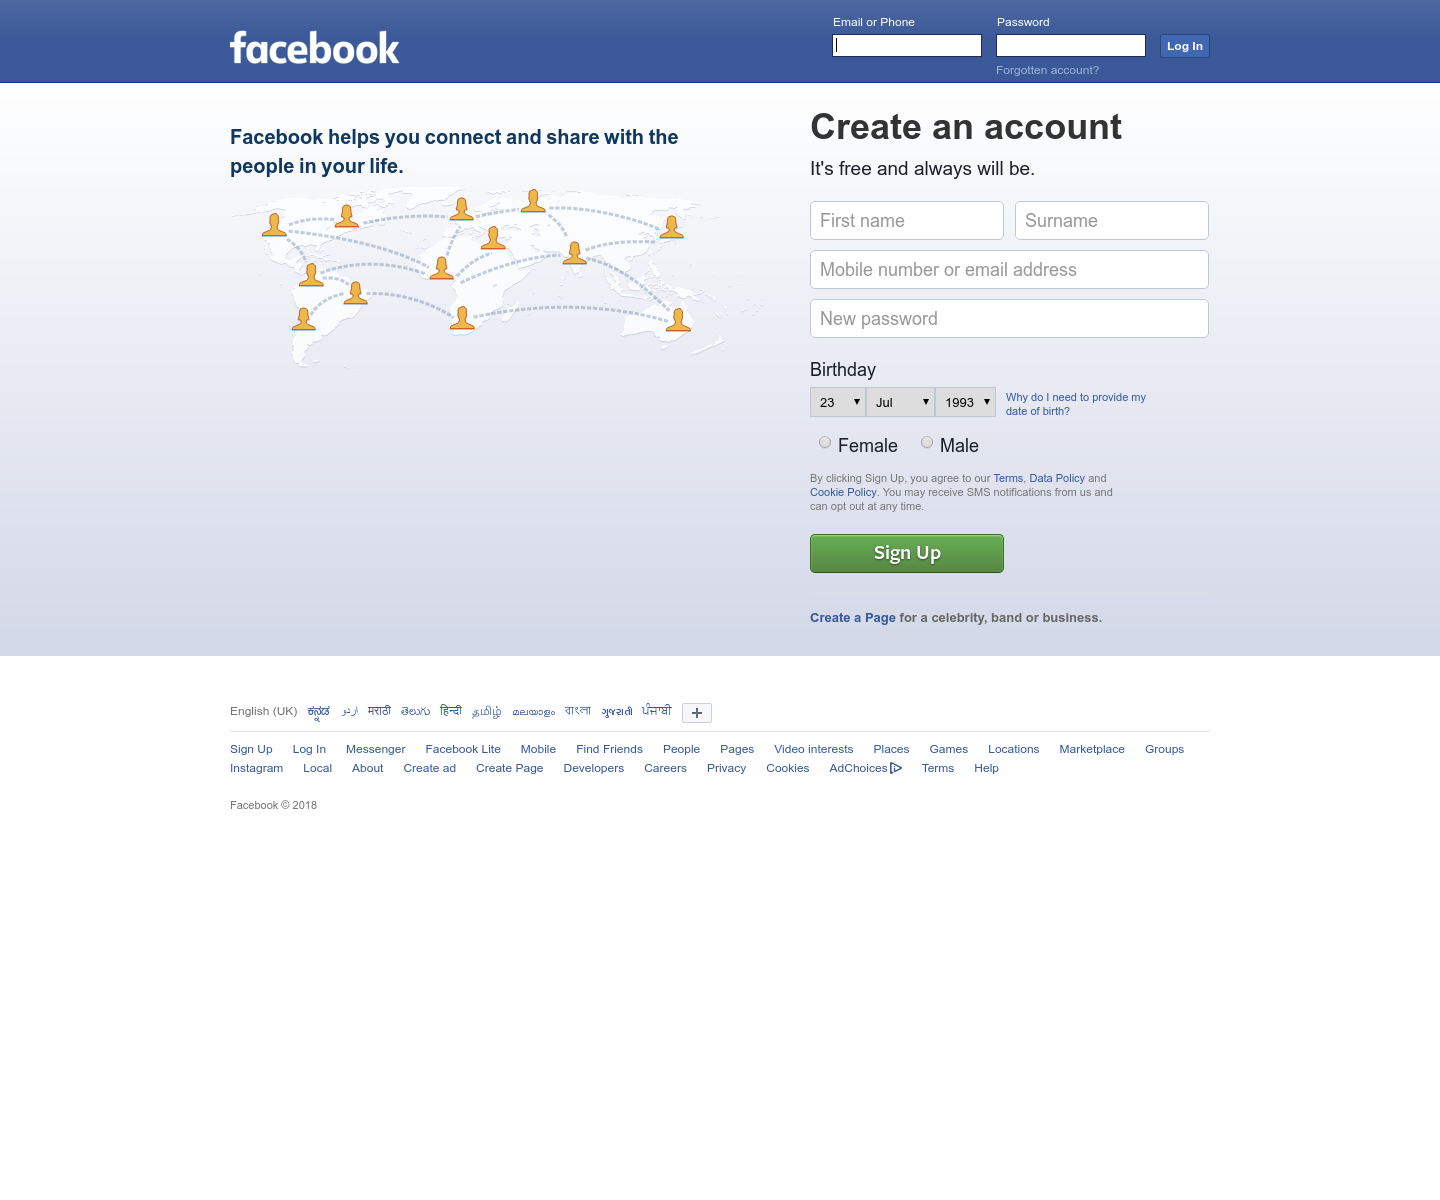 facebook
Email or Phone
Password
Log In
Forgotten account?
Facebook helps you connect and share with the
people in your life.
Create an account
It's free and always will be.
First name
Surname
Mobile number or email address
New password
Birthday
23 Jul 1993
Why do I need to provide my
date of birth?
Female Male
By clicking Sign Up, you agree to our Terms, Data Policy and
Cookie Policy. You may receive SMS notifications from us and
can opt out at any time.
Sign Up
Create a Page for a celebrity, band or business.
English (UK) ಕನ್ನಡ اردو मराठी తెలుగు हिन्दी தமிழ் മലയാളം বাংলা ગુજરાતી ਪੰਜਾਬੀ
Sign Up Log In Messenger Facebook Lite Mobile Find Friends People Pages Video interests Places Games Locations Marketplace Groups
Instagram Local About Create ad Create Page Developers Careers Privacy Cookies AdChoices Terms Help
Facebook © 2018